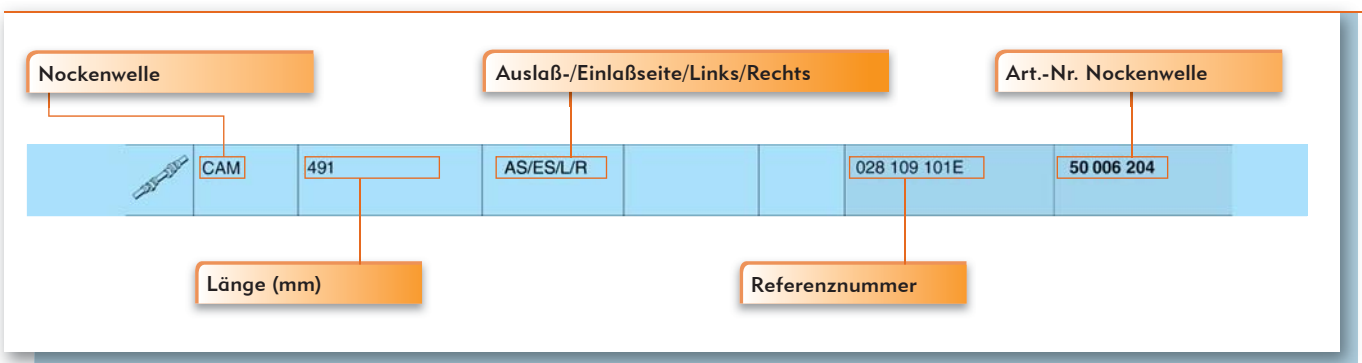 Nockenwelle
Auslaß-/Einlaßseite/Links/Rechts
Art.-Nr. Nockenwelle
CAM 491 AS/ES/L/R 028 109 101E 50 006 204
Länge (mm)
Referenznummer